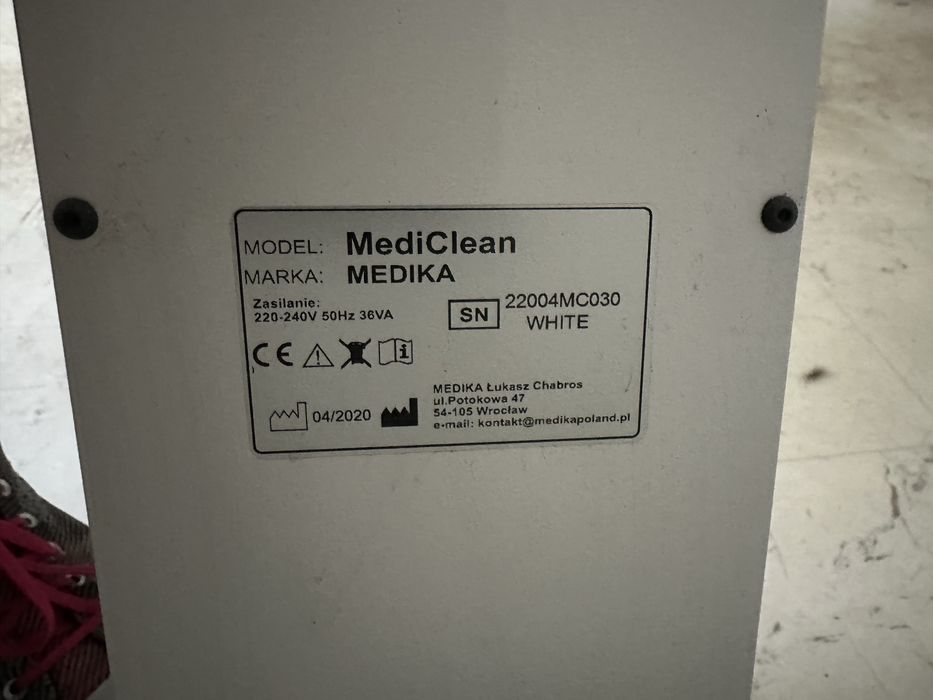 MODEL: MediClean
MARKA: MEDIKA
Zasilanie:
220-240V 50Hz 36VA
SN 22004MC030
WHITE
CE
04/2020
MEDIKA Łukasz Chabros
ul.Potokowa 47
54-105 Wrocław
e-mail: kontakt@medikapoland.pl